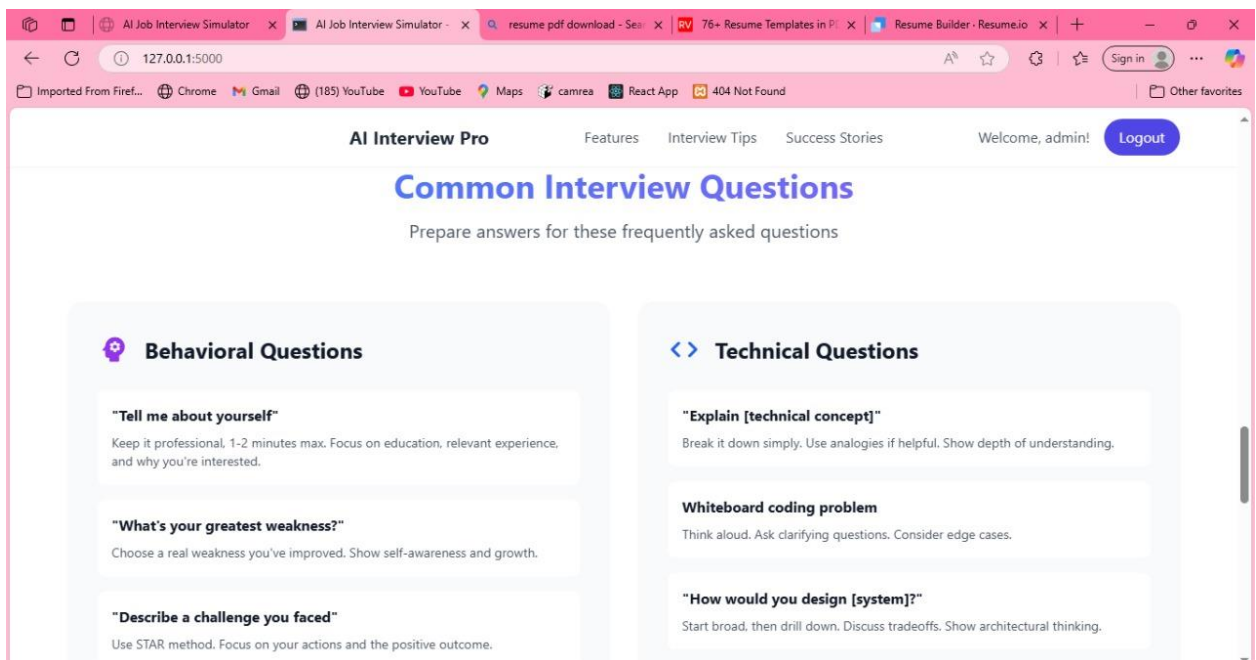 AI Job Interview Simulator
AI Job Interview Simulator -
resume pdf download - Sear
RV
76+ Resume Templates in P
Resume Builder · Resume.io
127.0.0.1:5000
Sign in
Imported From Firef...
Chrome
Gmail
(185) YouTube
YouTube
Maps
camrea
React App
404 Not Found
Other favorites
AI Interview Pro
Features
Interview Tips
Success Stories
Welcome, admin!
Logout
Common Interview Questions
Prepare answers for these frequently asked questions
Behavioral Questions
"Tell me about yourself"
Keep it professional, 1-2 minutes max. Focus on education, relevant experience,
and why you're interested.
"What's your greatest weakness?"
Choose a real weakness you've improved. Show self-awareness and growth.
"Describe a challenge you faced"
Use STAR method. Focus on your actions and the positive outcome.
Technical Questions
"Explain [technical concept]"
Break it down simply. Use analogies if helpful. Show depth of understanding.
Whiteboard coding problem
Think aloud. Ask clarifying questions. Consider edge cases.
"How would you design [system]?"
Start broad, then drill down. Discuss tradeoffs. Show architectural thinking.